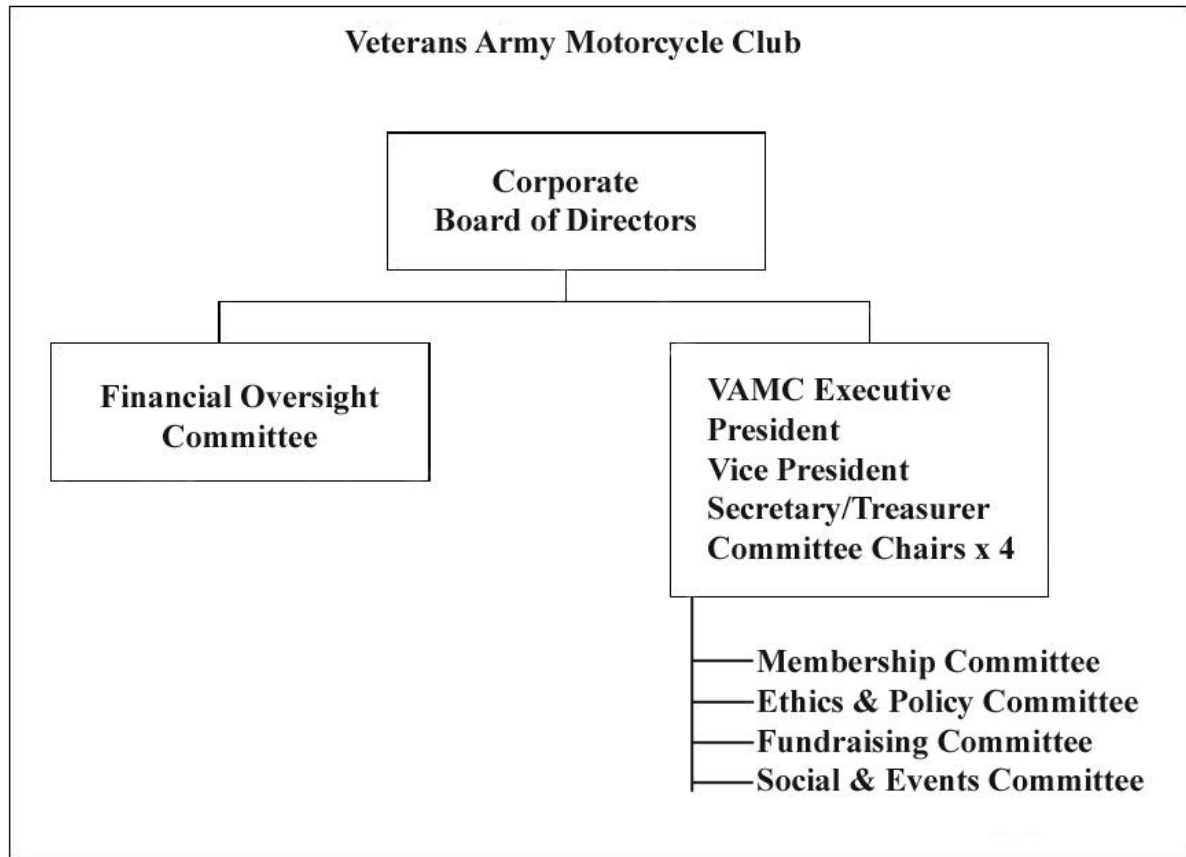 Veterans Army Motorcycle Club
Corporate
Board of Directors
Financial Oversight
Committee
VAMC Executive
President
Vice President
Secretary/Treasurer
Committee Chairs x 4
Membership Committee
Ethics & Policy Committee
Fundraising Committee
Social & Events Committee